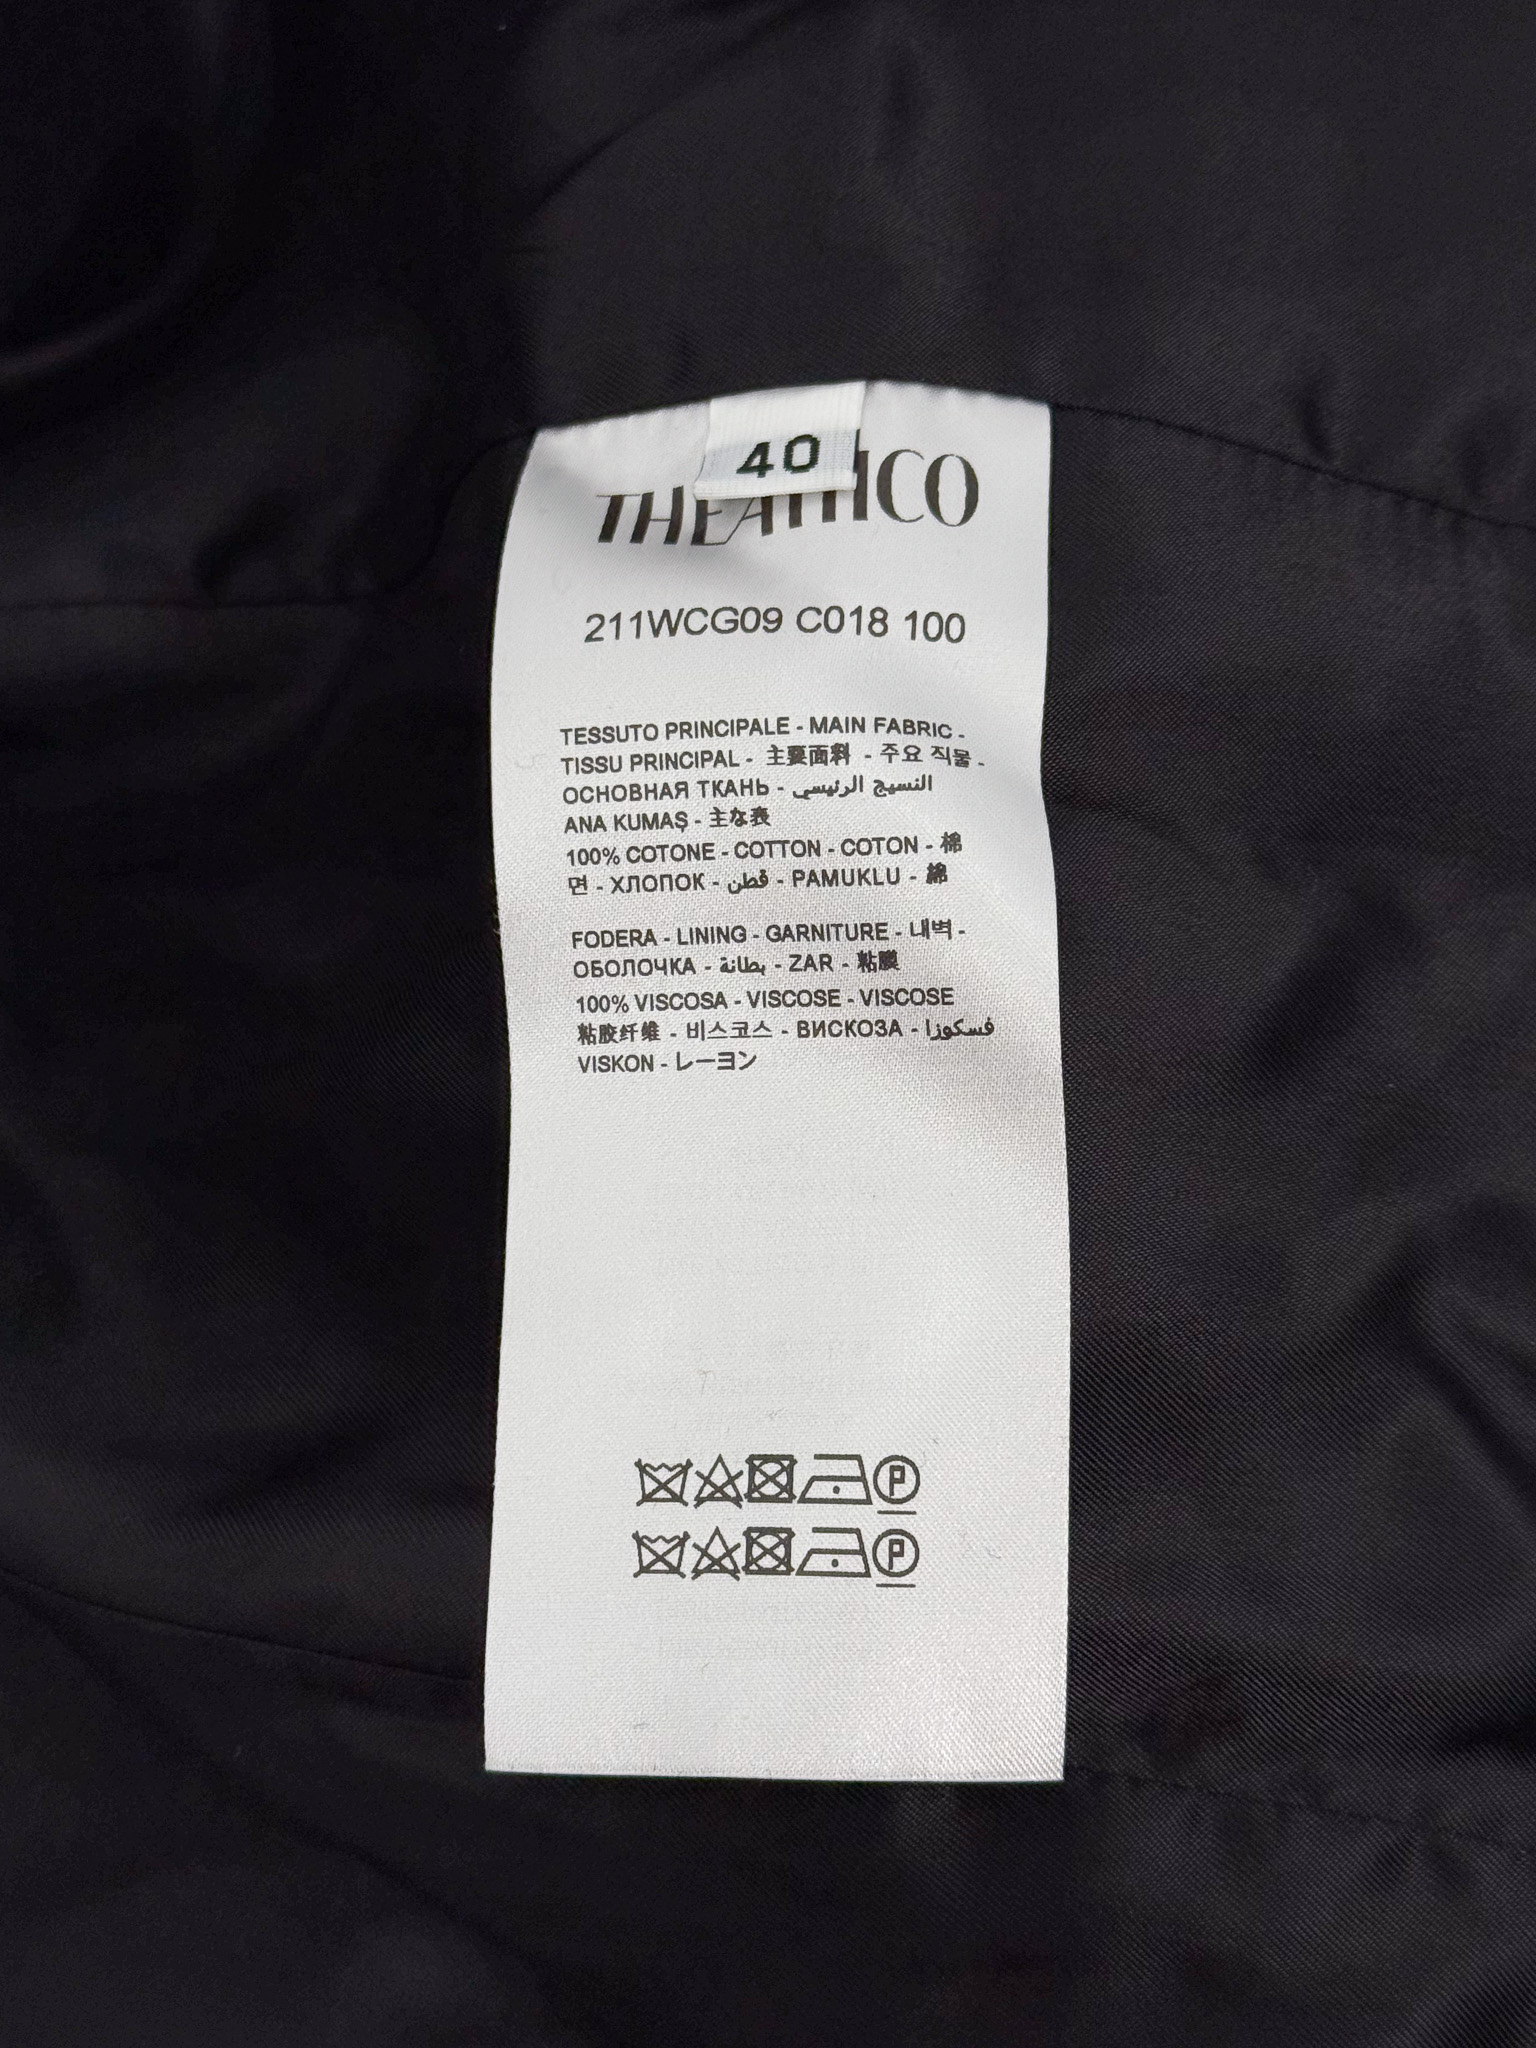 40
THEATTICO
211WCG09 C018 100
TESSUTO PRINCIPALE - MAIN FABRIC -
TISSU PRINCIPAL - 主要面料 - 주요 직물 -
ОСНОВНАЯ ТКАНЬ - النسيج الرئيسي
ANA KUMAŞ - 主な表
100% COTONE - COTTON - COTON - 棉
면 - ХЛОПОК - قطن - PAMUKLU - 綿
FODERA - LINING - GARNITURE - 내벽 -
ОБОЛОЧКА - بطانة - ZAR - 粘膜
100% VISCOSA - VISCOSE - VISCOSE
粘胶纤维 - 비스코스 - ВИСКОЗА - فسكوزا
VISKON - レーヨン
P
P